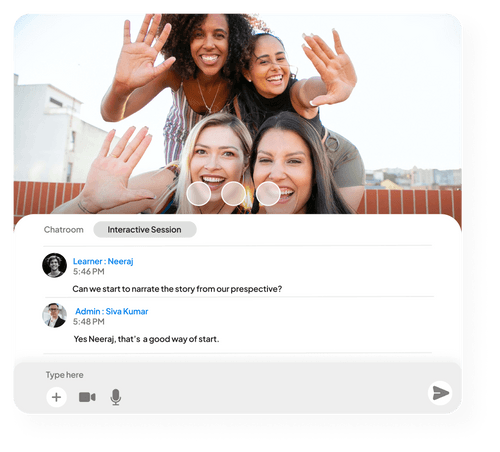 Chatroom Interactive Session
Learner : Neeraj
5:46 PM
Can we start to narrate the story from our prespective?
Admin : Siva Kumar
5:48 PM
Yes Neeraj, that's a good way of start.
Type here